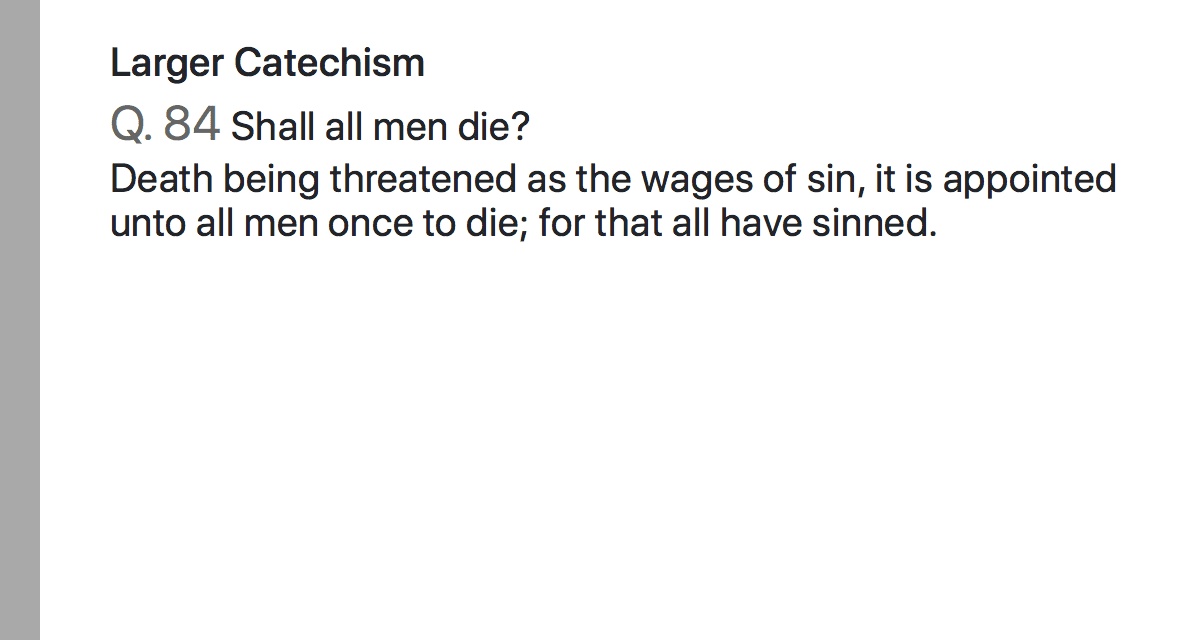 Larger Catechism
Q. 84 Shall all men die?
Death being threatened as the wages of sin, it is appointed
unto all men once to die; for that all have sinned.